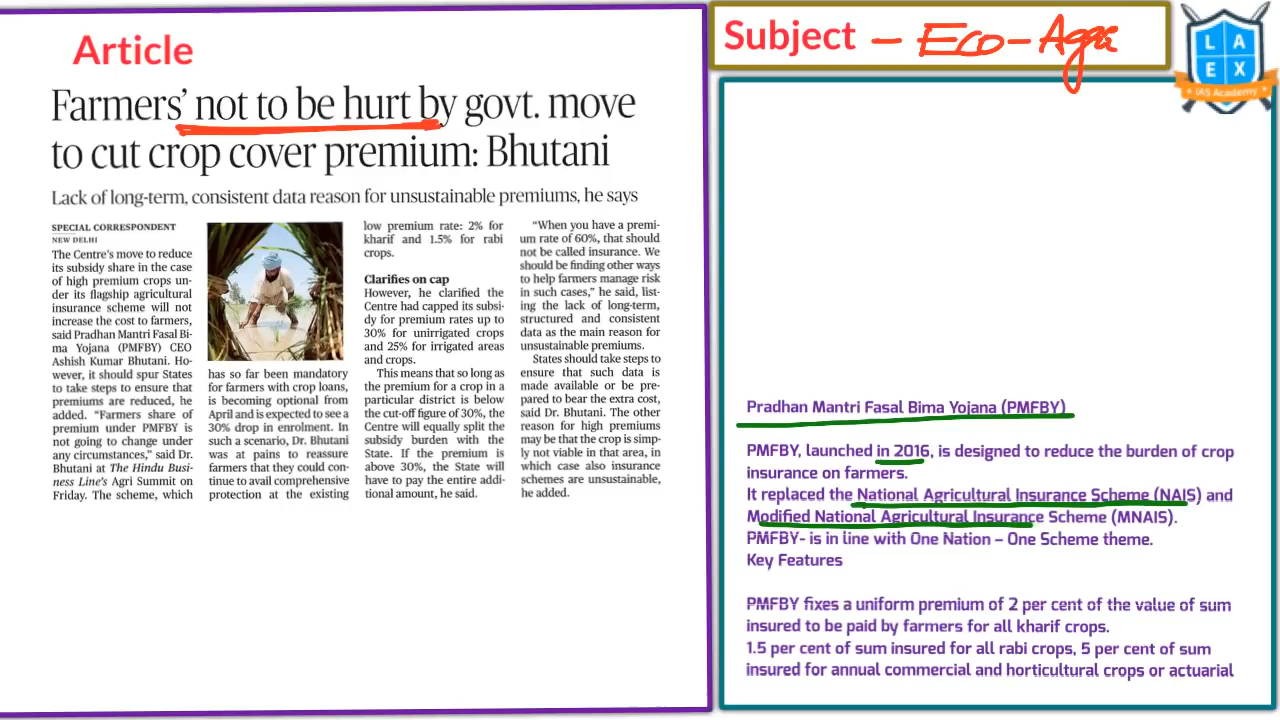 Article
Farmers' not to be hurt by govt. move
to cut crop cover premium: Bhutani
Lack of long-term, consistent data reason for unsustainable premiums, he says
SPECIAL CORRESPONDENT
NEW DELHI
The Centre's move to reduce
its subsidy share in the case
of high premium crops un-
der its flagship agricultural
insurance scheme will not
increase the cost to farmers,
said Pradhan Mantri Fasal Bi-
ma Yojana (PMFBY) CEO
Ashish Kumar Bhutani. Ho-
wever, it should spur States
to take steps to ensure that
premiums are reduced, he
added. "Farmers share of
premium under PMFBY is
not going to change under
any circumstances," said Dr.
Bhutani at The Hindu Busi-
ness Line's Agri Summit on
Friday. The scheme, which
has so far been mandatory
for farmers with crop loans,
is becoming optional from
April and is expected to see a
30% drop in enrolment. In
such a scenario, Dr. Bhutani
was at pains to reassure
farmers that they could con-
tinue to avail comprehensive
protection at the existing
low premium rate: 2% for
kharif and 1.5% for rabi
crops.
Clarifies on cap
However, he clarified the
Centre had capped its subsi-
dy for premium rates up to
30% for unirrigated crops
and 25% for irrigated areas
and crops.
This means that so long as
the premium for a crop in a
particular district is below
the cut-off figure of 30%, the
Centre will equally split the
subsidy burden with the
State. If the premium is
above 30%, the State will
have to pay the entire addi-
tional amount, he said.
"When you have a premi-
um rate of 60%, that should
not be called insurance. We
should be finding other ways
to help farmers manage risk
in such cases," he said, list-
ing the lack of long-term,
structured and consistent
data as the main reason for
unsustainable premiums.
States should take steps to
ensure that such data is
made available or be pre-
pared to bear the extra cost,
said Dr. Bhutani. The other
reason for high premiums
may be that the crop is simp-
ly not viable in that area, in
which case also insurance
schemes are unsustainable,
he added.
Subject - Eco-Agri
LAEX
IAS Academy
Pradhan Mantri Fasal Bima Yojana (PMFBY)
PMFBY, launched in 2016, is designed to reduce the burden of crop
insurance on farmers.
It replaced the National Agricultural Insurance Scheme (NAIS) and
Modified National Agricultural Insurance Scheme (MNAIS).
PMFBY- is in line with One Nation – One Scheme theme.
Key Features
PMFBY fixes a uniform premium of 2 per cent of the value of sum
insured to be paid by farmers for all kharif crops.
1.5 per cent of sum insured for all rabi crops, 5 per cent of sum
insured for annual commercial and horticultural crops or actuarial